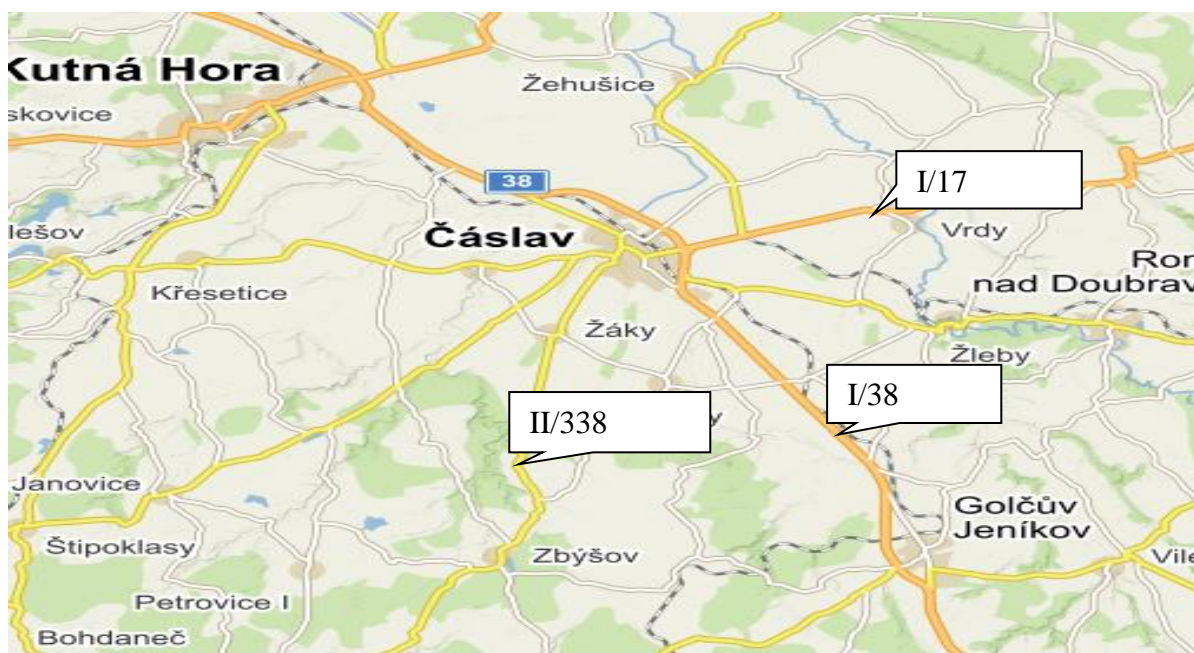 Kutná Hora
skovice
Žehušice
38
I/17
Vrdy
Čáslav
Ron
nad Doubrav
lešov
Křesetice
Žáky
Žleby
I/38
II/338
Janovice
Golčův
Jeníkov
Štipoklasy
Zbýšov
Vile
Petrovice I
Bohdaneč